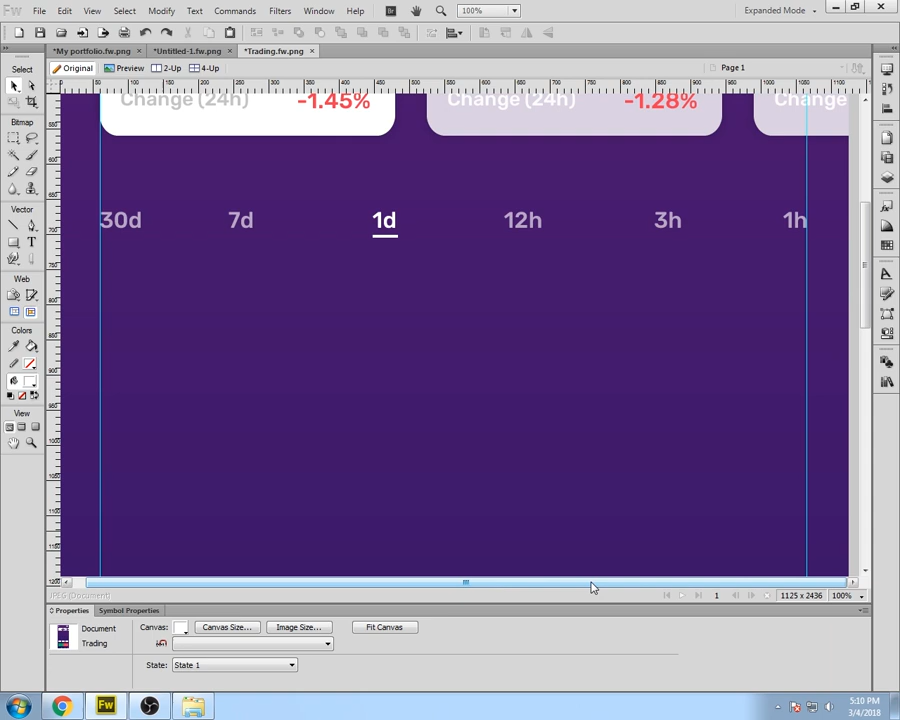 Fw File Edit View Select Modify Text Commands Filters Window Help Br 100% Expanded Mode
*My portfolio.fw.png × *Untitled-1.fw.png × *Trading.fw.png ×
Original Preview 2-Up 4-Up Page 1
Select
Bitmap
Vector
Web
Colors
View
Change (24h) -1.45% Change (24h) -1.28% Change
30d 7d 1d 12h 3h 1h
JPEG (Document) 1 1125 x 2436 100%
Properties Symbol Properties
Document Canvas: Canvas Size... Image Size... Fit Canvas
Trading
State: State 1
Fw
5:10 PM
3/4/2018